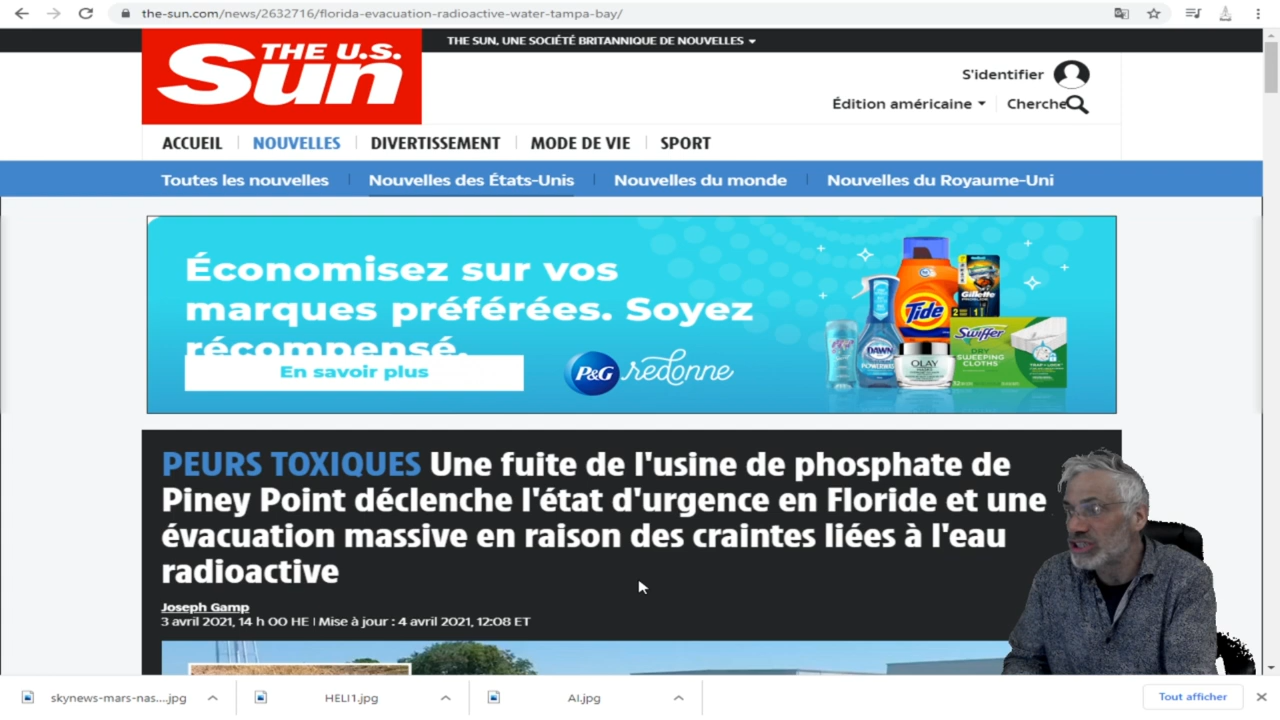 the-sun.com/news/2632716/florida-evacuation-radioactive-water-tampa-bay/
THE SUN, UNE SOCIÉTÉ BRITANNIQUE DE NOUVELLES
THE U.S.
Sun
S'identifier
Édition américaine
Cherche
ACCUEIL
NOUVELLES
DIVERTISSEMENT
MODE DE VIE
SPORT
Toutes les nouvelles
Nouvelles des États-Unis
Nouvelles du monde
Nouvelles du Royaume-Uni
Économisez sur vos
marques préférées. Soyez
récompensé.
En savoir plus
P&G redonne
Tide
Gillette
DAWN
POWERWASH
OLAY
Swiffer
DRY
SWEEPING
CLOTHS
PEURS TOXIQUES Une fuite de l'usine de phosphate de
Piney Point déclenche l'état d'urgence en Floride et une
évacuation massive en raison des craintes liées à l'eau
radioactive
Joseph Gamp
3 avril 2021, 14 h 00 HE | Mise à jour : 4 avril 2021, 12:08 ET
skynews-mars-nas....jpg
HELI1.jpg
AI.jpg
Tout afficher